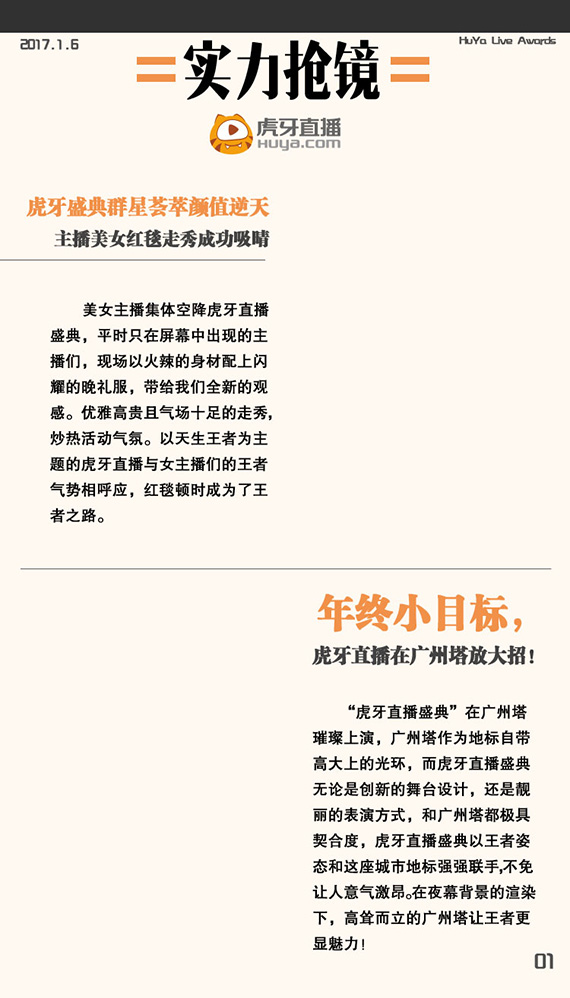 2017.1.6
HuYa Live Awards
实力抢镜
虎牙直播
Huya.com
虎牙盛典群星荟萃颜值逆天
主播美女红毯走秀成功吸睛
美女主播集体空降虎牙直播
盛典，平时只在屏幕中出现的主
播们，现场以火辣的身材配上闪
耀的晚礼服，带给我们全新的观
感。优雅高贵且气场十足的走秀，
炒热活动气氛。以天生王者为主
题的虎牙直播与女主播们的王者
气势相呼应，红毯顿时成为了王
者之路。
年终小目标，
虎牙直播在广州塔放大招！
“虎牙直播盛典”在广州塔
璀璨上演，广州塔作为地标自带
高大上的光环，而虎牙直播盛典
无论是创新的舞台设计，还是靓
丽的表演方式，和广州塔都极具
契合度，虎牙直播盛典以王者姿
态和这座城市地标强强联手,不免
让人意气激昂。在夜幕背景的渲染
下，高耸而立的广州塔让王者更
显魅力！
01